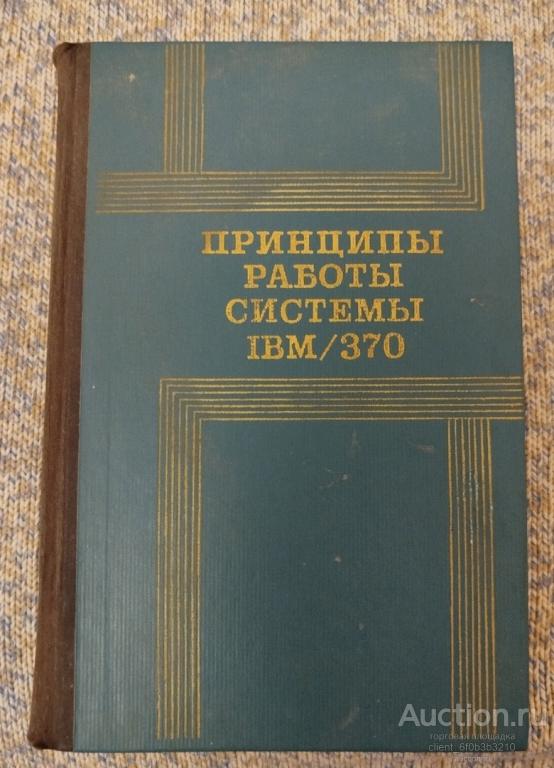 ПРИНЦИПЫ
РАБОТЫ
СИСТЕМЫ
IBM/370
Auction.ru
торговая площадка
client_6f0b3b3210